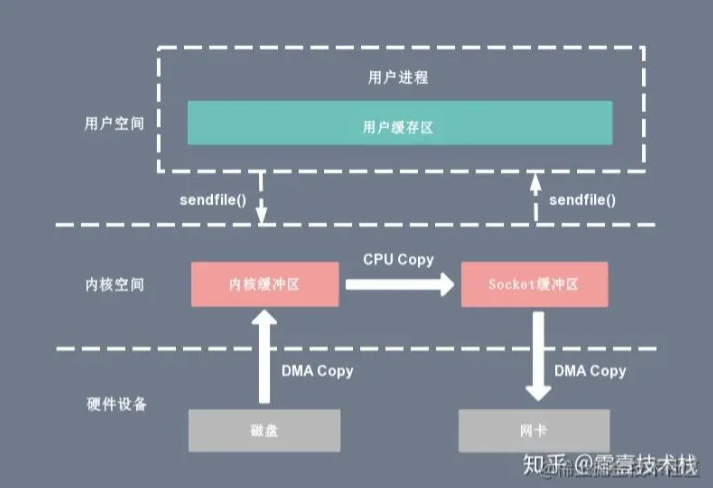 用户进程
用户空间
用户缓存区
sendfile()
sendfile()
CPU Copy
内核空间
内核缓冲区
Socket缓冲区
DMA Copy
DMA Copy
硬件设备
磁盘
网卡
知乎 @零壹技术栈